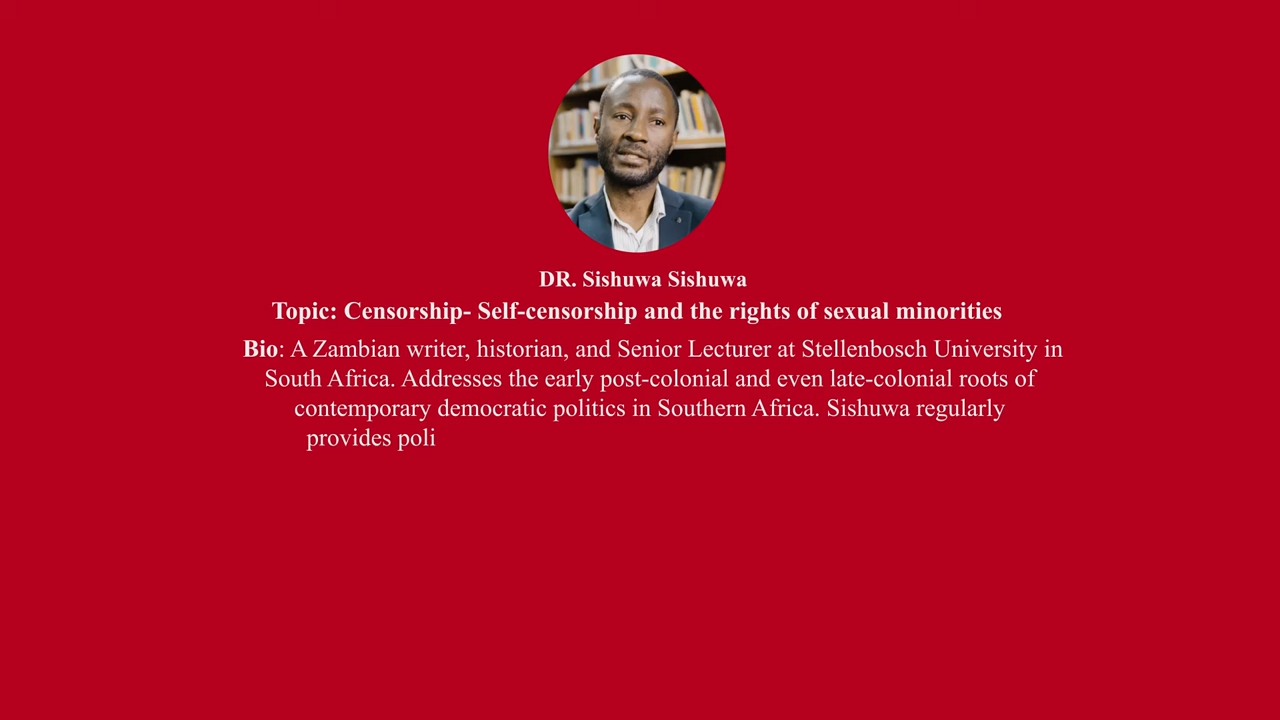 DR. Sishuwa Sishuwa
Topic: Censorship- Self-censorship and the rights of sexual minorities
Bio: A Zambian writer, historian, and Senior Lecturer at Stellenbosch University in
South Africa. Addresses the early post-colonial and even late-colonial roots of
contemporary democratic politics in Southern Africa. Sishuwa regularly
provides poli